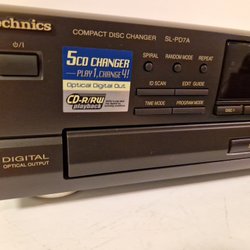 Technics
COMPACT DISC CHANGER SL-PD7A
5CD CHANGER
PLAY 1, CHANGE 4!
Optical Digital Out
CD-R/RW
playback
SPIRAL RANDOM MODE REPEAT
ID SCAN EDIT GUIDE
TIME MODE PROGRAM MODE
DISC 1
DIGITAL
OPTICAL OUTPUT